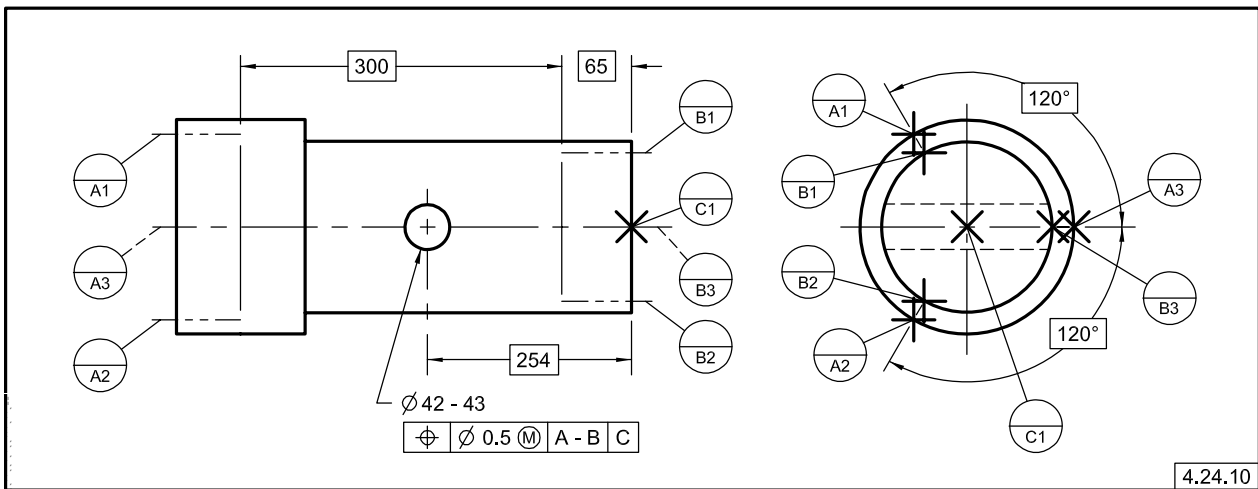 300
65
120°
A1
B1
A1
B1
A3
C1
A3
B3
B2
B3
A2
B2
254
A2
120°
⌀ 42 - 43
⌖ ⌀ 0.5 Ⓜ A - B C
C1
4.24.10